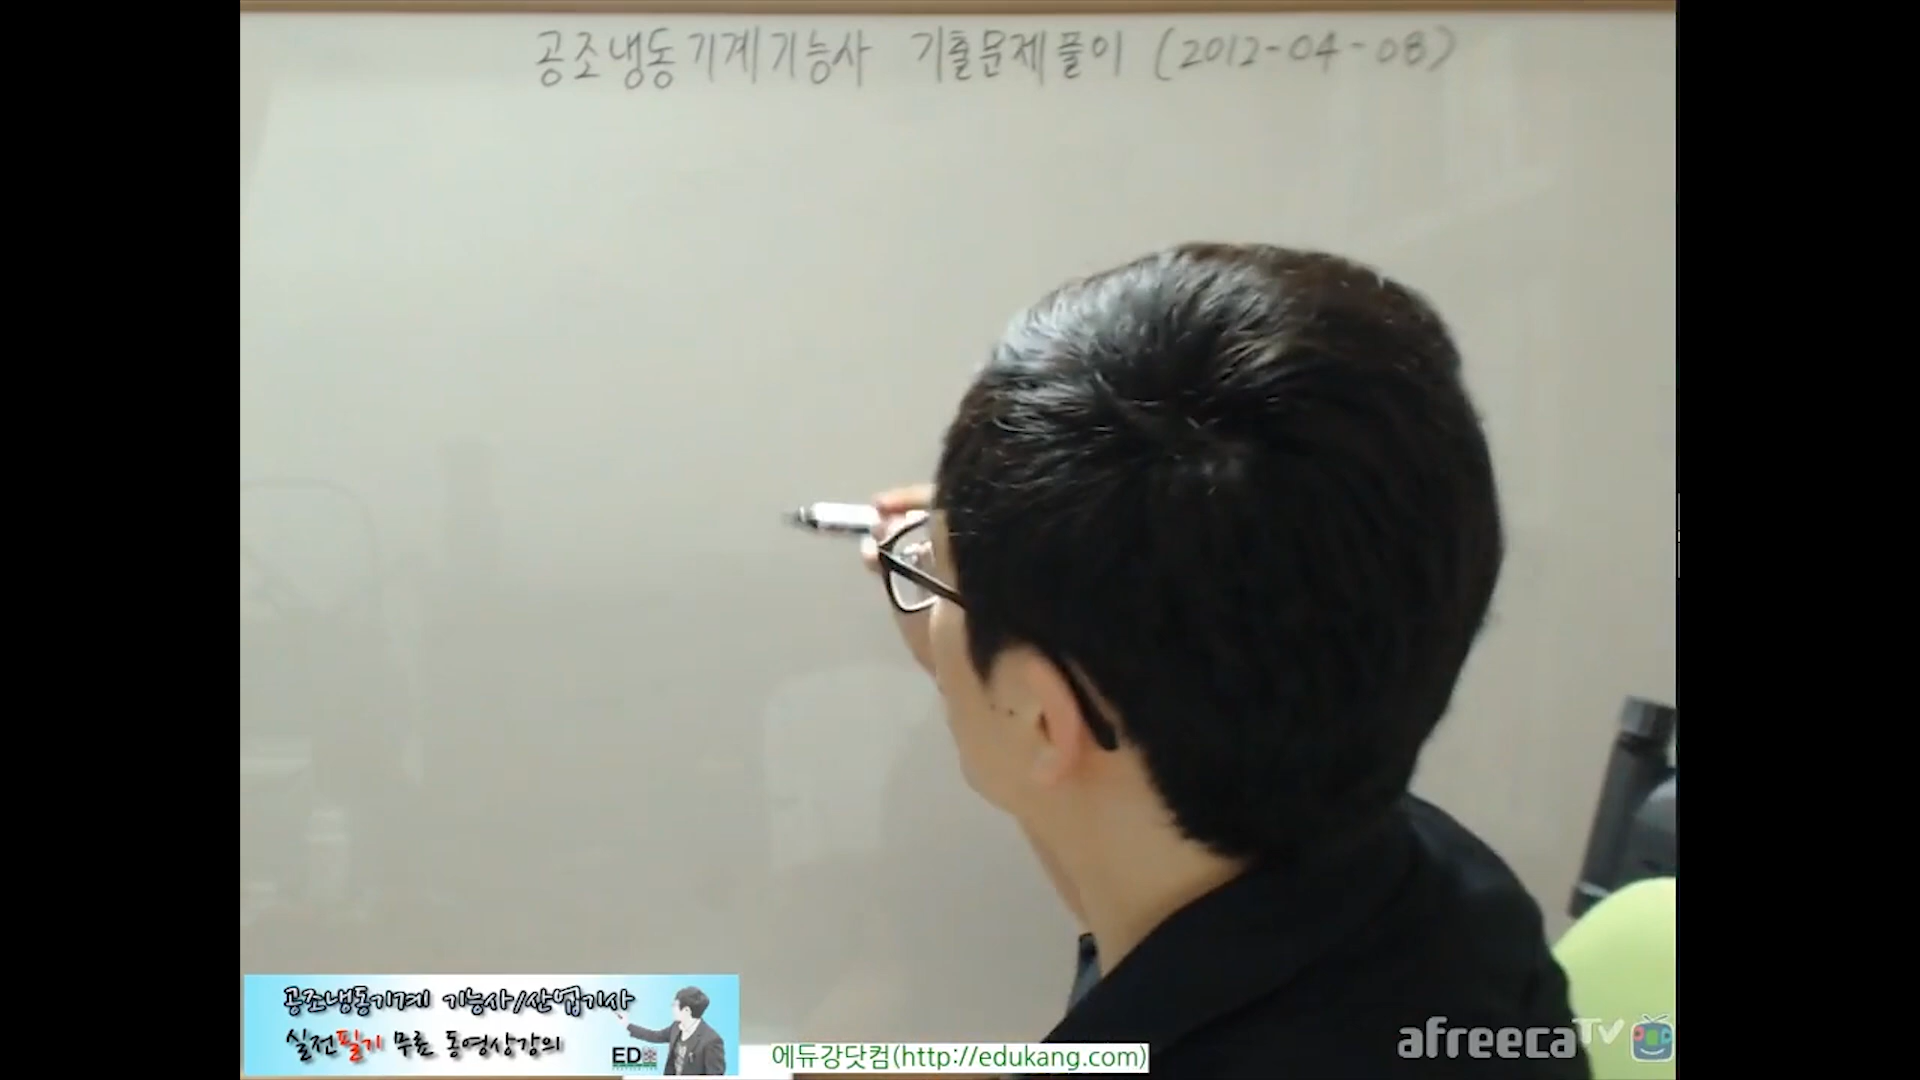 공조냉동기계기능사 기출문제풀이 (2012-04-08)
공조냉동기계 기능사/산업기사
실전필기 무료 동영상강의
에듀강닷컴(http://edukang.com)
afreecaTV